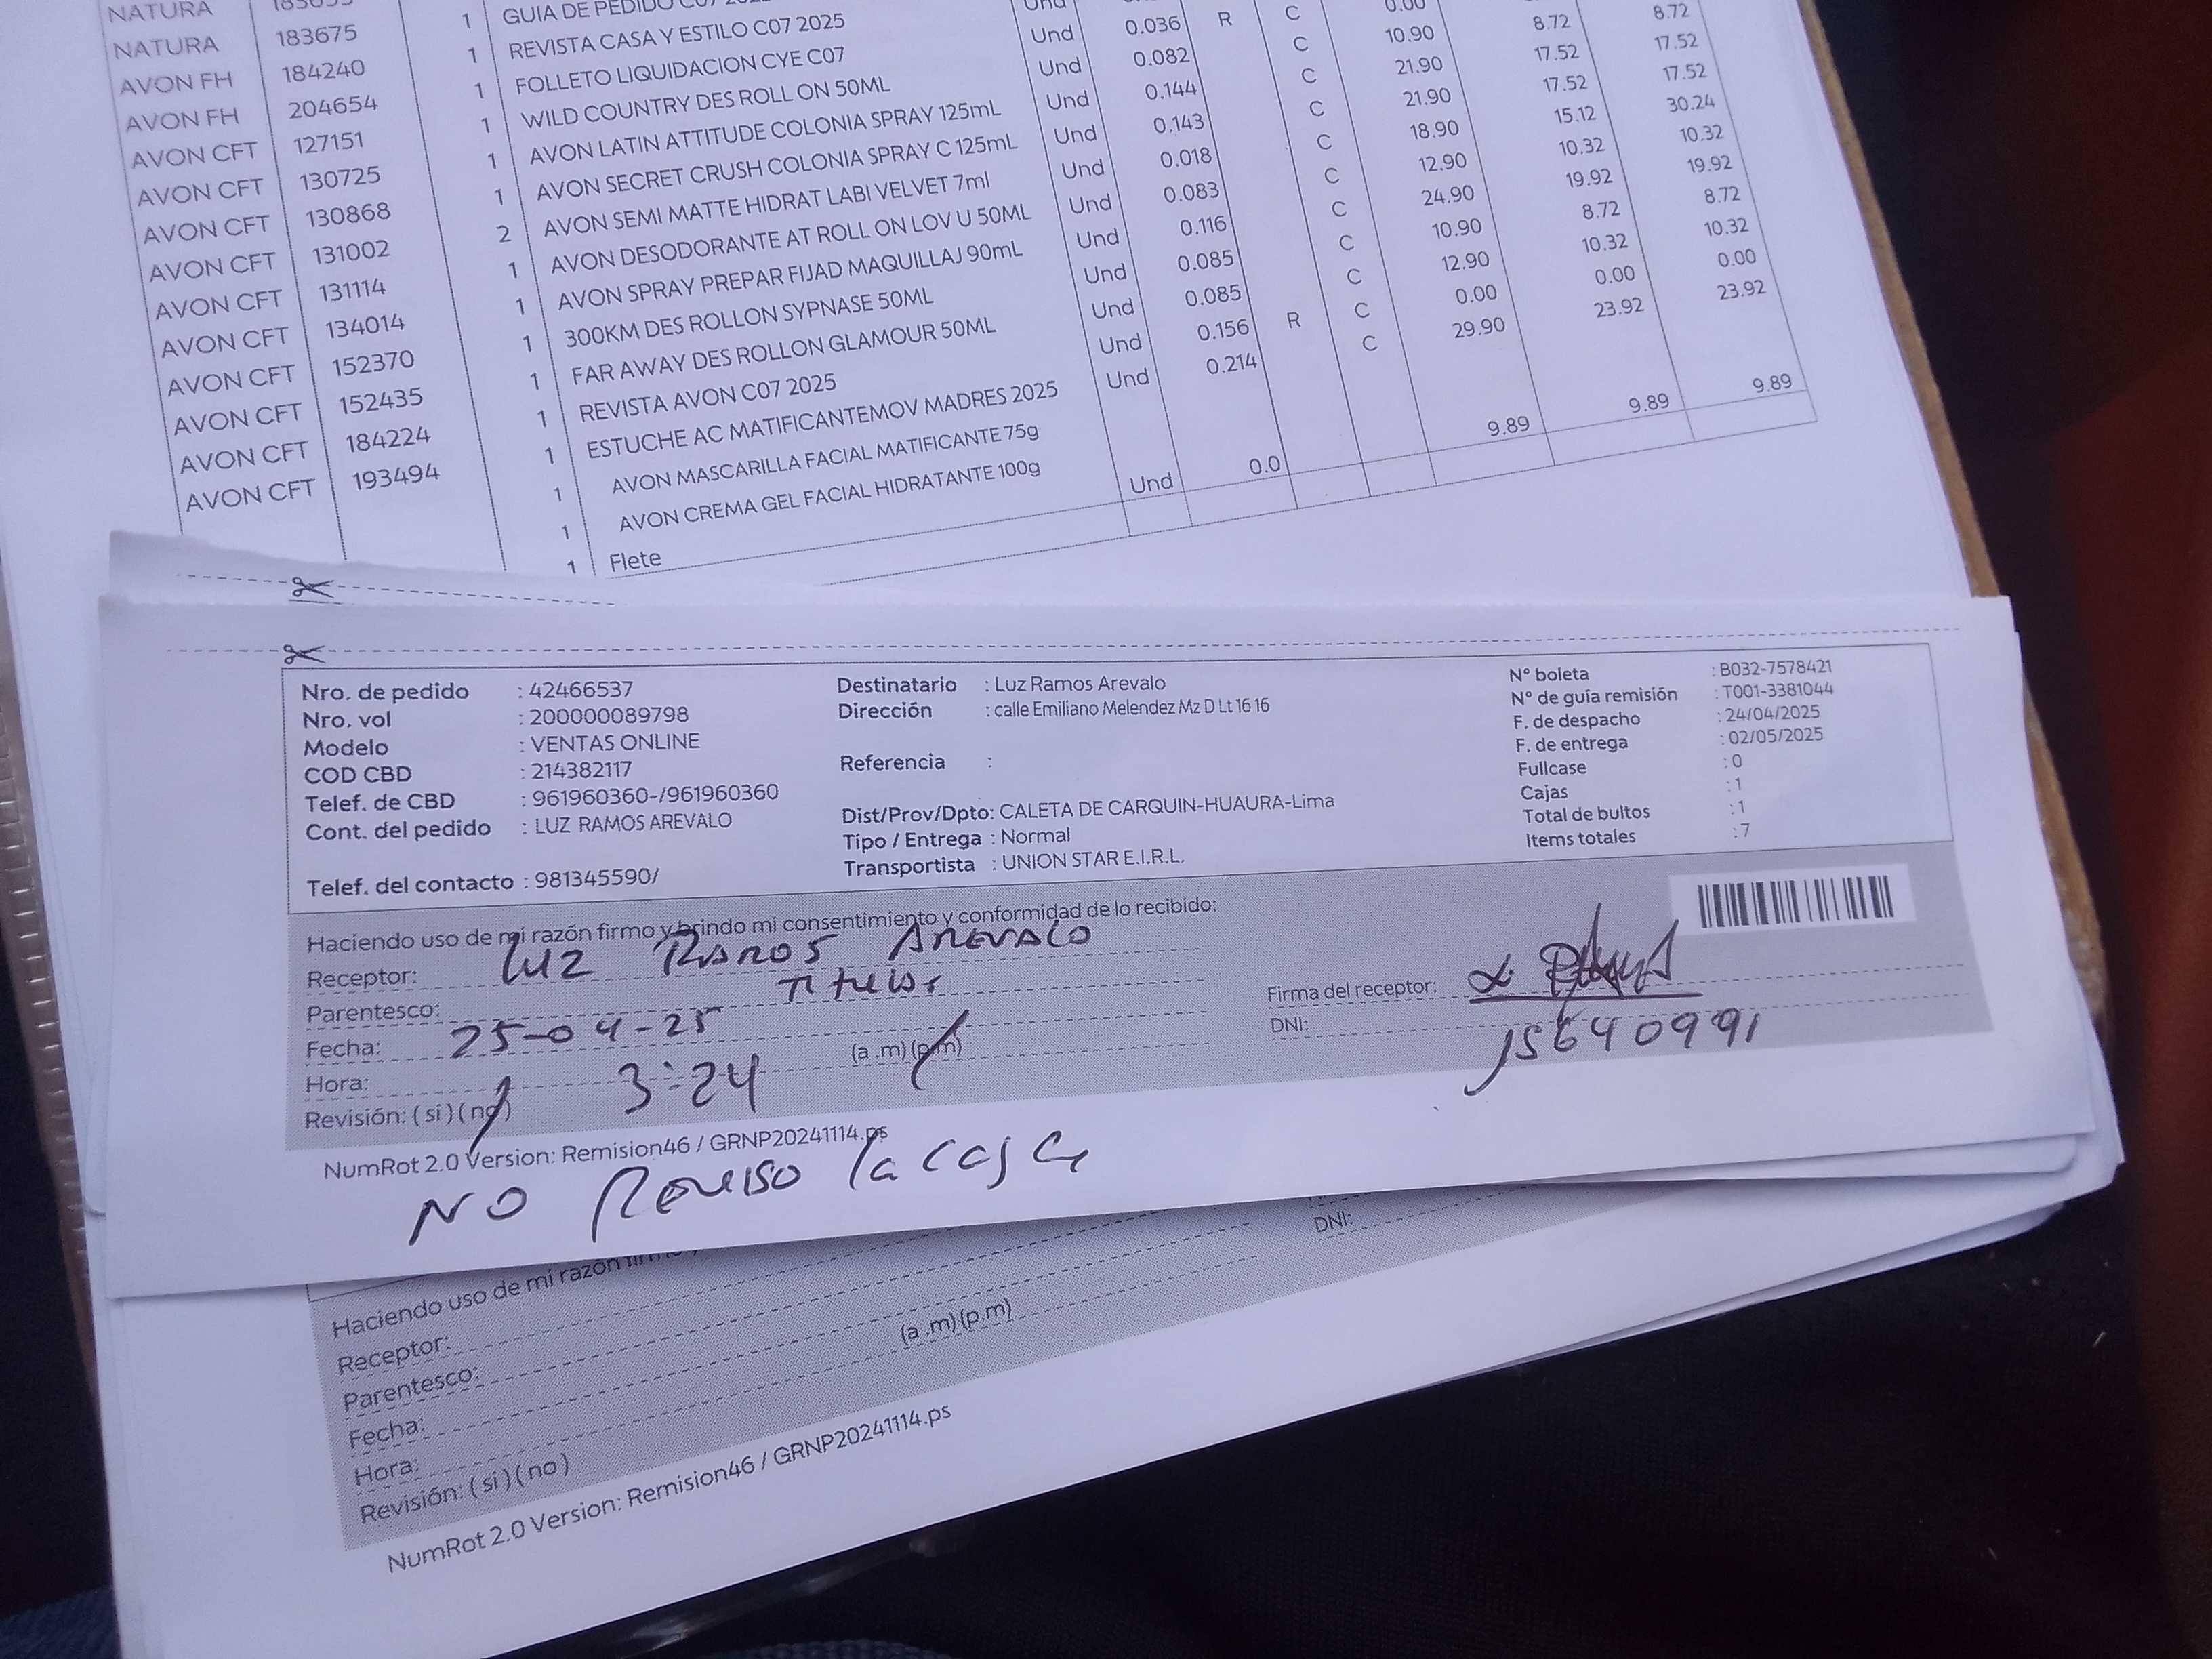 NATURA
GUIA DE PEDIDO C07
NATURA 183675 1 REVISTA CASA Y ESTILO C07 2025 Und 0.036 R C 0.00
AVON FH 184240 1 FOLLETO LIQUIDACION CYE C07 Und
AVON FH 204654 1 WILD COUNTRY DES ROLL ON 50ML Und 0.082 C 10.90 8.72 8.72
AVON CFT 127151 1 AVON LATIN ATTITUDE COLONIA SPRAY 125mL Und 0.144 C 21.90 17.52 17.52
AVON CFT 130725 1 AVON SECRET CRUSH COLONIA SPRAY C 125mL Und 0.143 C 21.90 17.52 17.52
AVON CFT 130868 2 AVON SEMI MATTE HIDRAT LABI VELVET 7ml Und 0.018 C 18.90 15.12 30.24
AVON CFT 131002 1 AVON DESODORANTE AT ROLL ON LOV U 50ML Und 0.083 C 12.90 10.32 10.32
AVON CFT 131114 1 AVON SPRAY PREPAR FIJAD MAQUILLAJ 90mL Und 0.116 C 24.90 19.92 19.92
AVON CFT 134014 1 300KM DES ROLLON SYPNASE 50ML Und 0.085 C 10.90 8.72 8.72
AVON CFT 152370 1 FAR AWAY DES ROLLON GLAMOUR 50ML Und 0.085 C 12.90 10.32 10.32
AVON CFT 152435 1 REVISTA AVON C07 2025 Und 0.156 R C 0.00 0.00 0.00
AVON CFT 184224 1 ESTUCHE AC MATIFICANTEMOV MADRES 2025 Und 0.214 C 29.90 23.92 23.92
AVON CFT 193494 1 AVON MASCARILLA FACIAL MATIFICANTE 75g
1 AVON CREMA GEL FACIAL HIDRATANTE 100g
1 Flete Und 0.0 9.89 9.89 9.89
Nro. de pedido : 42466537
Nro. vol : 200000089798
Modelo : VENTAS ONLINE
COD CBD : 214382117
Telef. de CBD : 961960360-/961960360
Cont. del pedido : LUZ RAMOS AREVALO
Telef. del contacto : 981345590/
Destinatario : Luz Ramos Arevalo
Dirección : calle Emiliano Melendez Mz D Lt 16 16
Referencia :
Dist/Prov/Dpto: CALETA DE CARQUIN-HUAURA-Lima
Tipo / Entrega : Normal
Transportista : UNION STAR E.I.R.L.
Nº boleta : B032-7578421
Nº de guía remisión : T001-3381044
F. de despacho : 24/04/2025
F. de entrega : 02/05/2025
Fullcase : 0
Cajas : 1
Total de bultos : 1
Items totales : 7
Haciendo uso de mi razón firmo y brindo mi consentimiento y conformidad de lo recibido:
Receptor: Luz Ramos Arevalo
Parentesco: Titular
Fecha: 25-04-25
Hora: 3:24 (a .m) (p.m)
Revisión: ( si ) ( no )
Firma del receptor:
DNI: 15640991
NumRot 2.0 Version: Remision46 / GRNP20241114.ps
NO Reviso la caja
Haciendo uso de mi razón firmo
Receptor:
Parentesco:
Fecha:
Hora: (a .m) (p.m)
Revisión: ( si ) ( no )
DNI:
NumRot 2.0 Version: Remision46 / GRNP20241114.ps